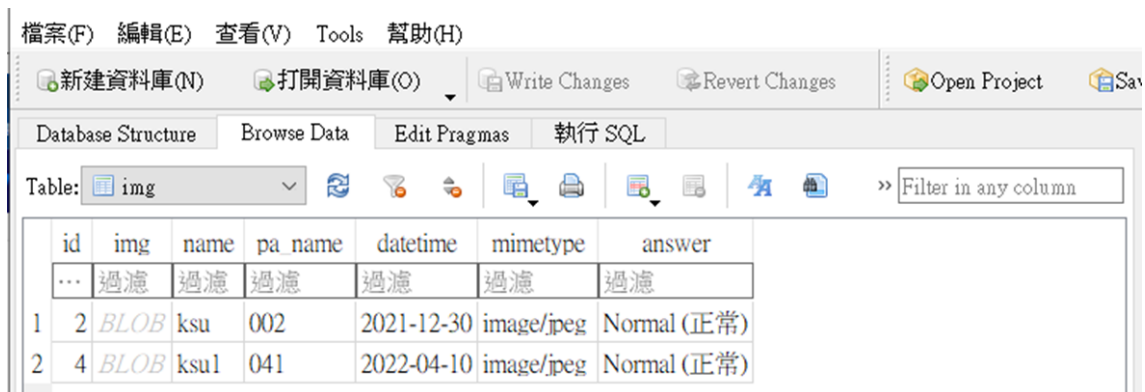 檔案(F) 編輯(E) 查看(V) Tools 幫助(H)
新建資料庫(N) 打開資料庫(O) Write Changes Revert Changes Open Project Sav
Database Structure Browse Data Edit Pragmas 執行 SQL
Table: img Filter in any column
id img name pa_name datetime mimetype answer
... 過濾 過濾 過濾 過濾 過濾 過濾
1 2 BLOB ksu 002 2021-12-30 image/jpeg Normal (正常)
2 4 BLOB ksu1 041 2022-04-10 image/jpeg Normal (正常)